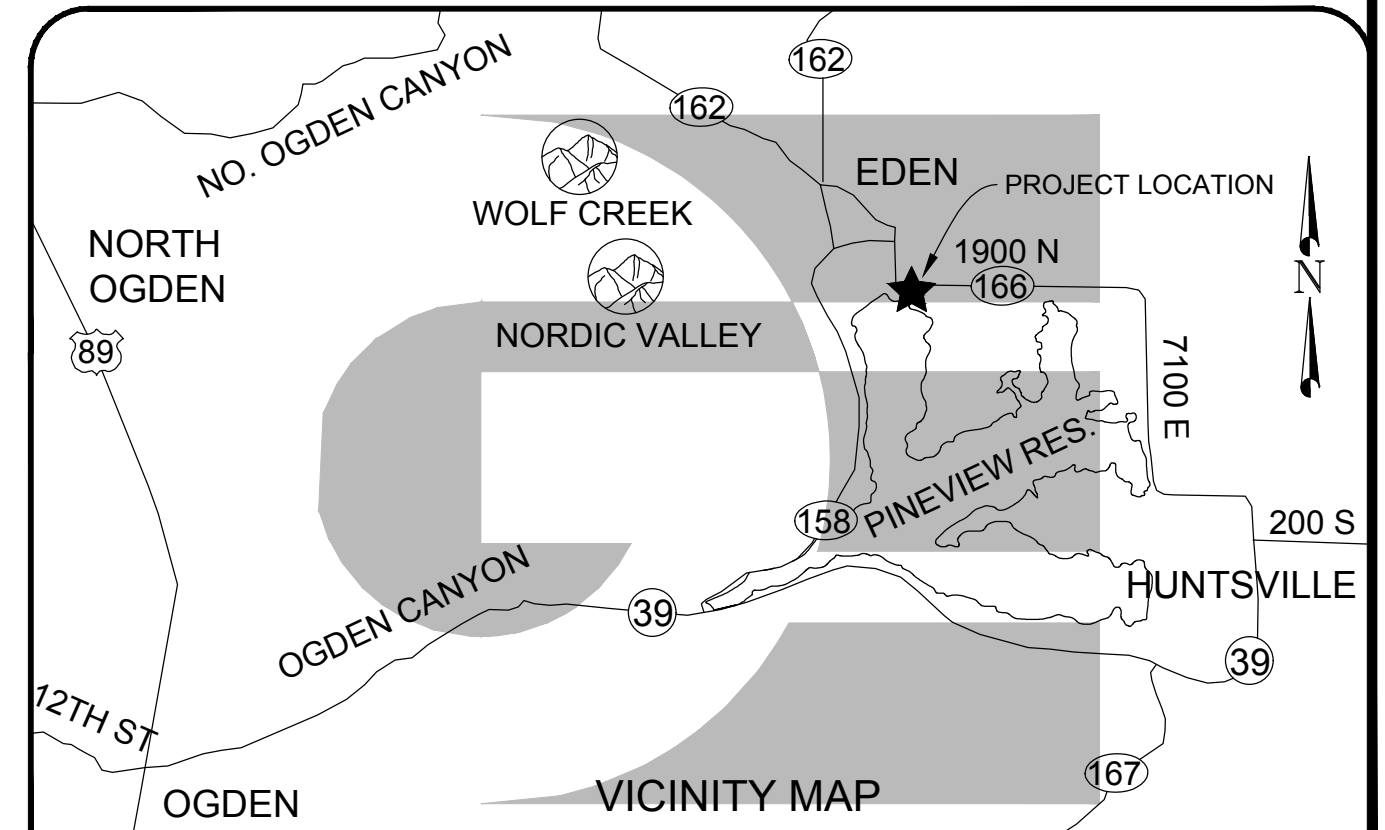 162
NO. OGDEN CANYON
162
EDEN
PROJECT LOCATION
WOLF CREEK
NORTH
OGDEN
1900 N
N
166
NORDIC VALLEY
89
7100 E
PINEVIEW RES.
158
200 S
OGDEN CANYON
HUNTSVILLE
39
39
12TH ST
167
OGDEN
VICINITY MAP